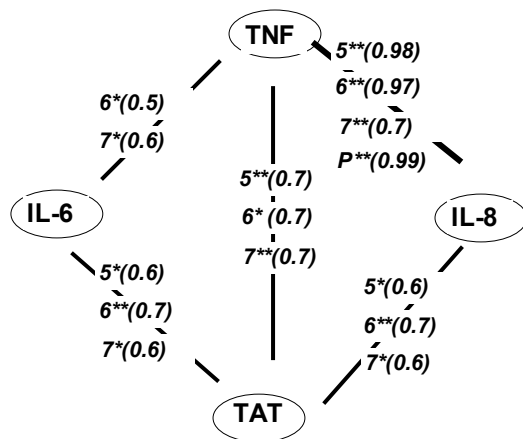 TNF
5**(0.98)
6**(0.97)
7**(0.7)
P**(0.99)
6*(0.5)
7*(0.6)
5**(0.7)
6* (0.7)
7**(0.7)
IL-6
IL-8
5*(0.6)
6**(0.7)
7*(0.6)
5*(0.6)
6**(0.7)
7*(0.6)
TAT